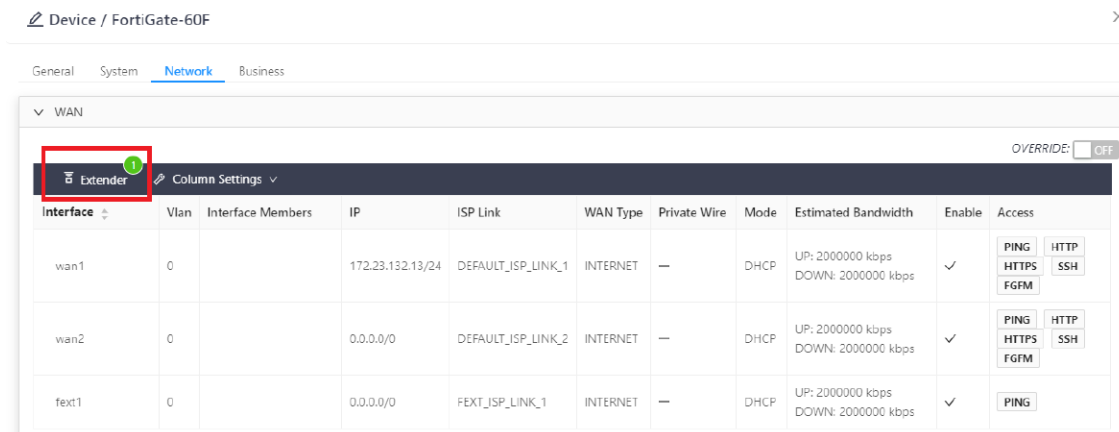 Device / FortiGate-60F
General System Network Business
WAN
OVERRIDE: OFF
Extender 1 Column Settings
Interface Vlan Interface Members IP ISP Link WAN Type Private Wire Mode Estimated Bandwidth Enable Access
wan1 0 172.23.132.13/24 DEFAULT_ISP_LINK_1 INTERNET — DHCP UP: 2000000 kbps DOWN: 2000000 kbps PING HTTP HTTPS SSH FGFM
wan2 0 0.0.0.0/0 DEFAULT_ISP_LINK_2 INTERNET — DHCP UP: 2000000 kbps DOWN: 2000000 kbps PING HTTP HTTPS SSH FGFM
fext1 0 0.0.0.0/0 FEXT_ISP_LINK_1 INTERNET — DHCP UP: 2000000 kbps DOWN: 2000000 kbps PING